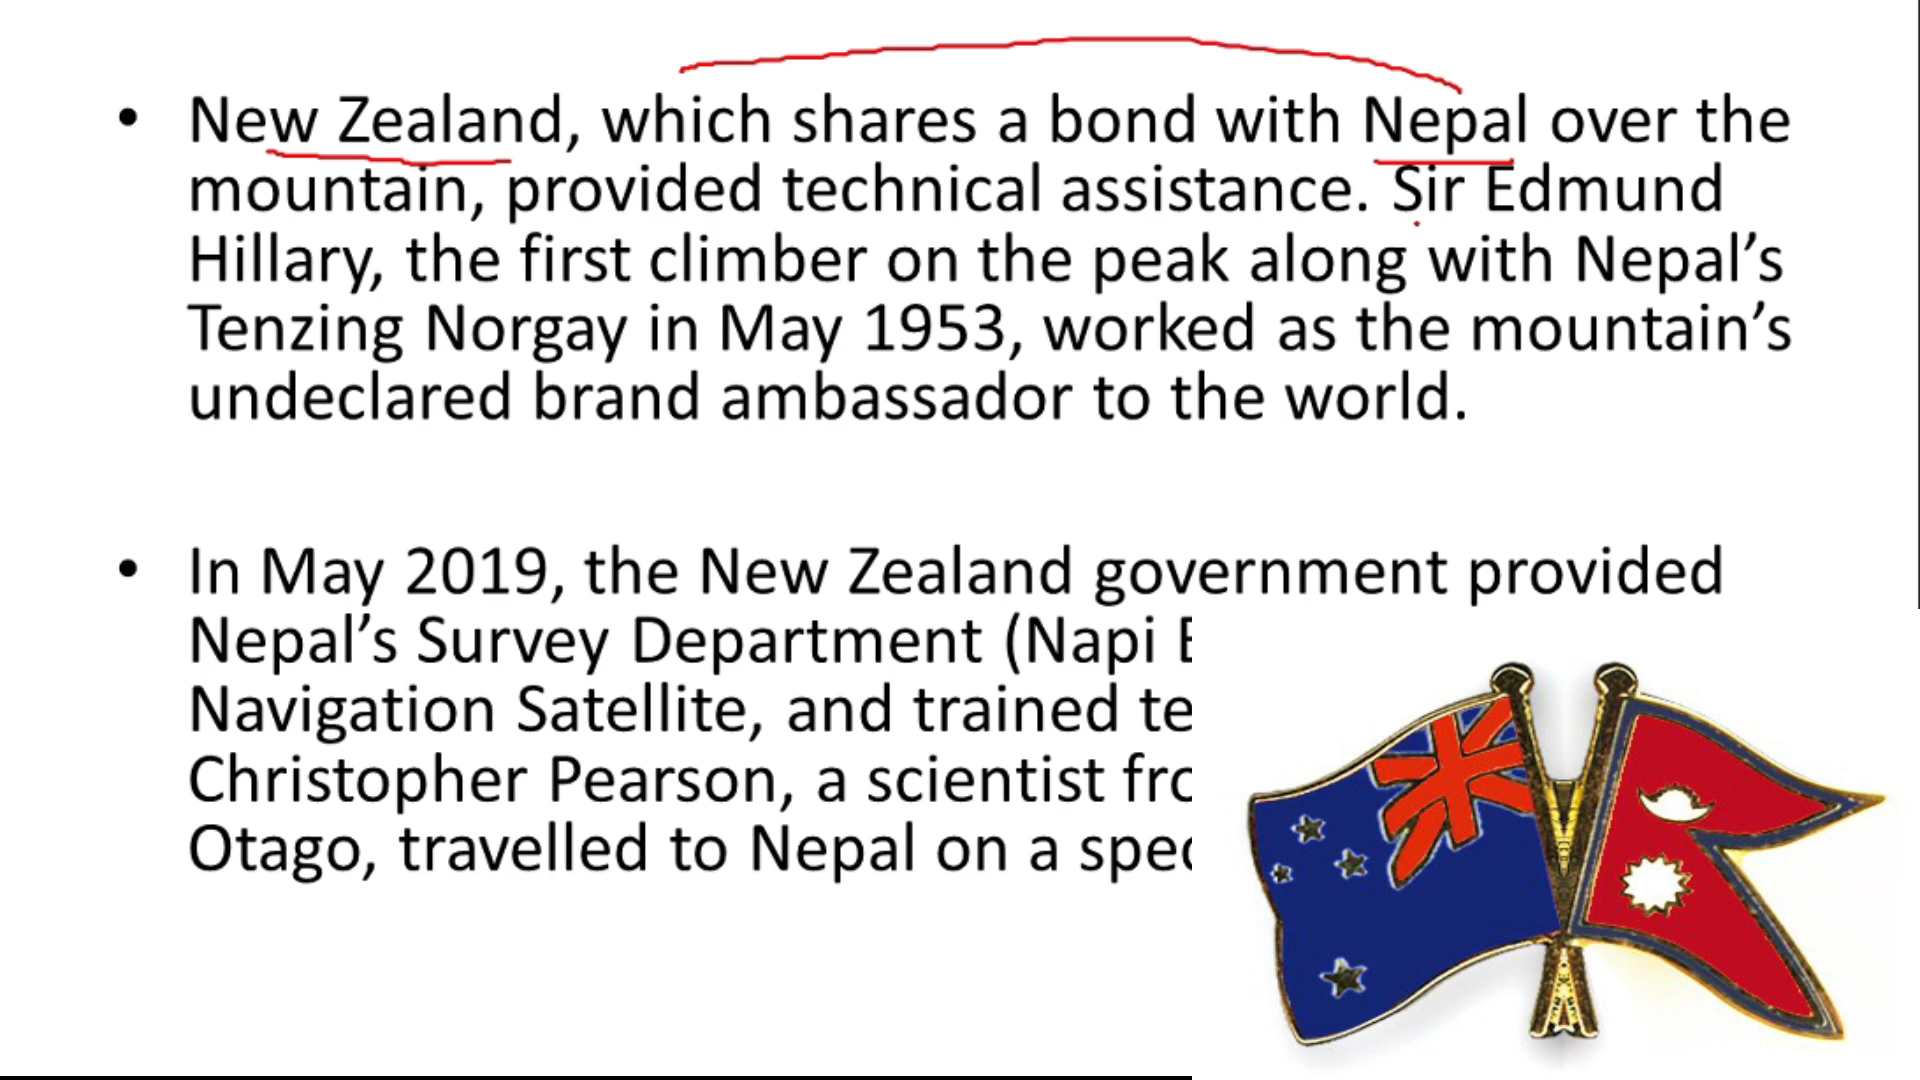 • New Zealand, which shares a bond with Nepal over the
mountain, provided technical assistance. Sir Edmund
Hillary, the first climber on the peak along with Nepal’s
Tenzing Norgay in May 1953, worked as the mountain’s
undeclared brand ambassador to the world.
• In May 2019, the New Zealand government provided
Nepal’s Survey Department (Napi
Navigation Satellite, and trained
Christopher Pearson, a scientist
Otago, travelled to Nepal on a